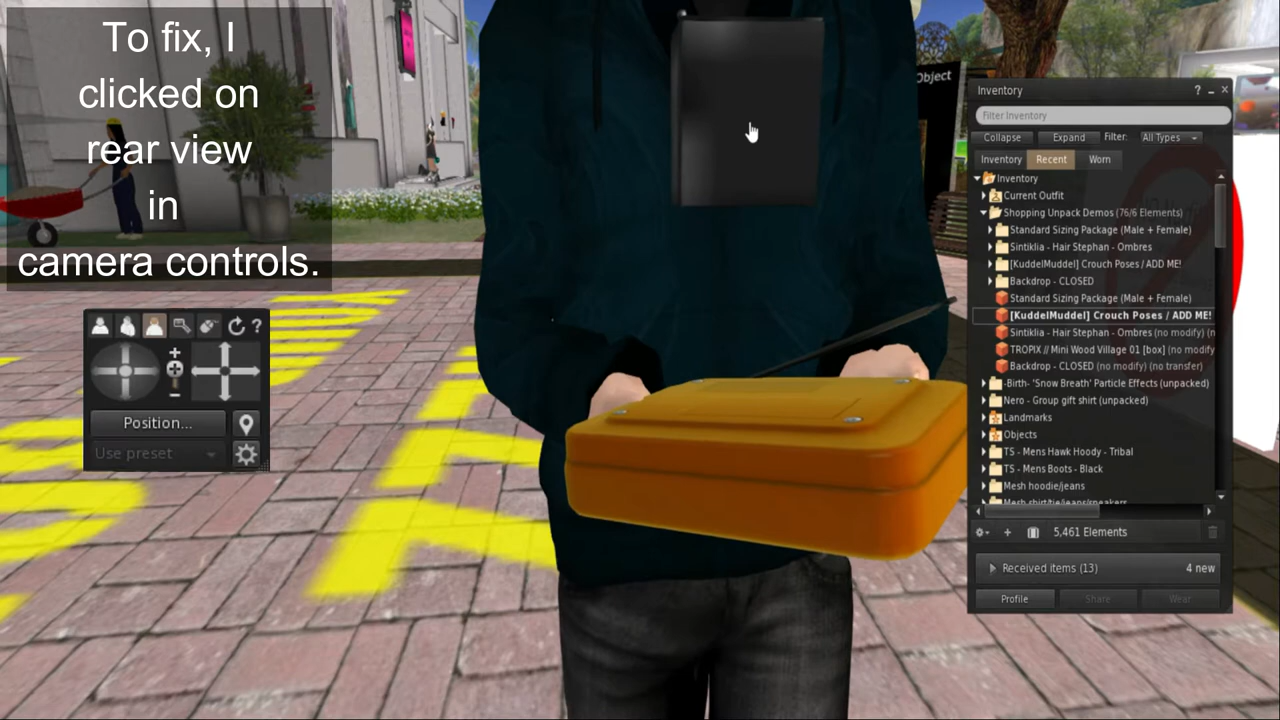 To fix, I
clicked on
rear view
in
camera controls.
Object
Inventory
? _ ×
Filter Inventory
Collapse Expand Filter: All Types
Inventory Recent Worn
Inventory
Current Outfit
Shopping Unpack Demos (76/6 Elements)
Standard Sizing Package (Male + Female)
Sintiklia - Hair Stephan - Ombres
[KuddelMuddel] Crouch Poses / ADD ME!
Backdrop - CLOSED
Standard Sizing Package (Male + Female)
[KuddelMuddel] Crouch Poses / ADD ME!
Sintiklia - Hair Stephan - Ombres (no modify) (n
TROPIX // Mini Wood Village 01 [box] (no modify
Backdrop - CLOSED (no modify) (no transfer)
-Birth- 'Snow Breath' Particle Effects (unpacked)
Nero - Group gift shirt (unpacked)
Landmarks
Objects
TS - Mens Hawk Hoody - Tribal
TS - Mens Boots - Black
Mesh hoodie/jeans
Mesh shirt/tie/jeans/sneakers
5,461 Elements
Received items (13) 4 new
Profile Share Wear
?
Position...
Use preset